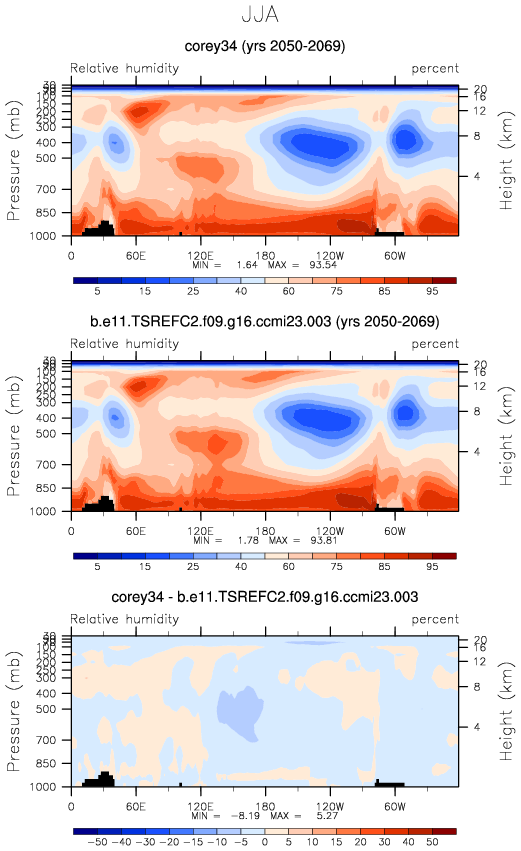 JJA
corey34 (yrs 2050-2069)
Relative humidity percent
Pressure (mb)
30
100
150
200
250
300
400
500
700
850
1000
20
16
12
8
4
Height (km)
0 60E 120E 180 120W 60W
MIN = 1.64 MAX = 93.54
5 15 25 40 60 75 85 95
b.e11.TSREFC2.f09.g16.ccmi23.003 (yrs 2050-2069)
Relative humidity percent
Pressure (mb)
30
100
150
200
250
300
400
500
700
850
1000
20
16
12
8
4
Height (km)
0 60E 120E 180 120W 60W
MIN = 1.78 MAX = 93.81
5 15 25 40 60 75 85 95
corey34 - b.e11.TSREFC2.f09.g16.ccmi23.003
Relative humidity percent
Pressure (mb)
30
100
150
200
250
300
400
500
700
850
1000
20
16
12
8
4
Height (km)
0 60E 120E 180 120W 60W
MIN = -8.19 MAX = 5.27
-50 -40 -30 -20 -15 -10 -5 0 5 10 15 20 30 40 50